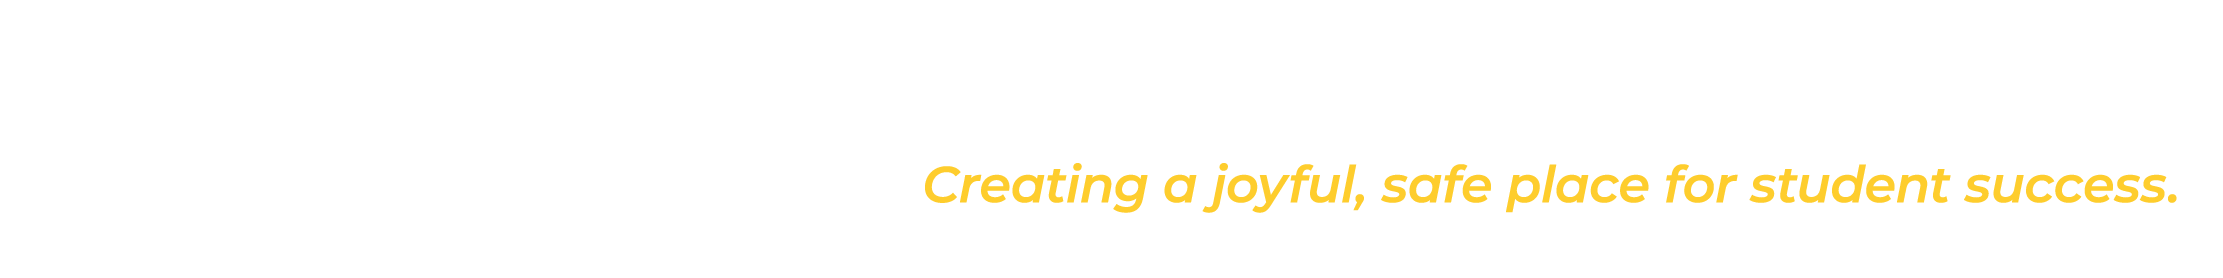 Creating a joyful, safe place for student success.